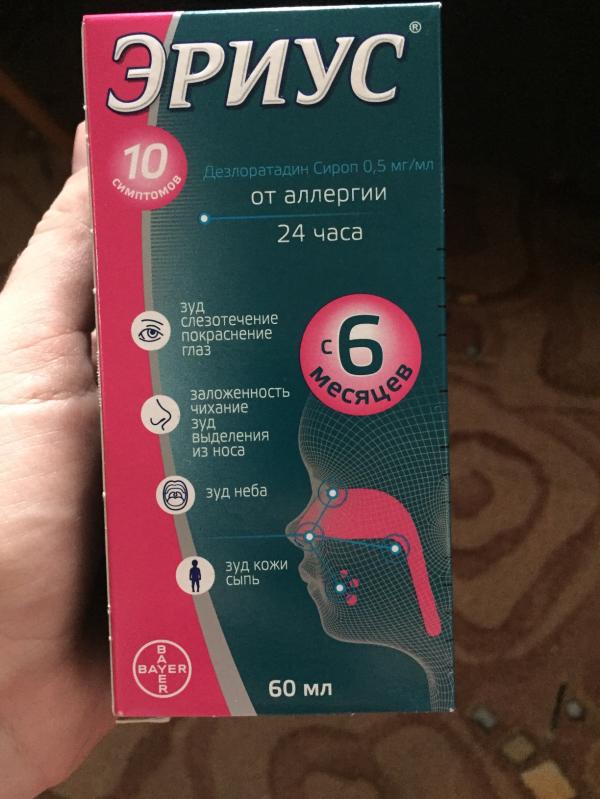 ЭРИУС®
10
симптомов
Дезлоратадин Сироп 0,5 мг/мл
от аллергии
24 часа
зуд
слезотечение
покраснение
глаз
с 6
месяцев
заложенность
чихание
зуд
выделения
из носа
зуд неба
зуд кожи
сыпь
BAYER
BAYER
60 мл